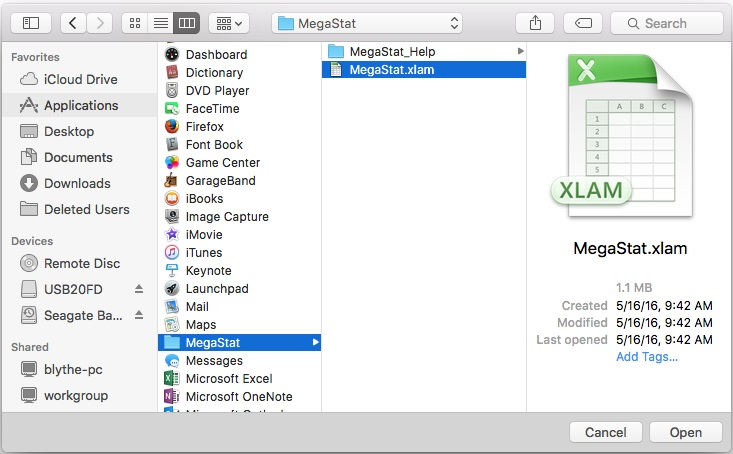 MegaStat
Search
Favorites
iCloud Drive
Applications
Desktop
Documents
Downloads
Deleted Users
Devices
Remote Disc
USB20FD
Seagate Ba...
Shared
blythe-pc
workgroup
Dashboard
Dictionary
DVD Player
FaceTime
Firefox
Font Book
Game Center
GarageBand
iBooks
Image Capture
iMovie
iTunes
Keynote
Launchpad
Mail
Maps
MegaStat
Messages
Microsoft Excel
Microsoft OneNote
Microsoft Outlook
MegaStat_Help
MegaStat.xlam
A B C
1
2
3
4
5
XLAM
MegaStat.xlam
1.1 MB
Created 5/16/16, 9:42 AM
Modified 5/16/16, 9:42 AM
Last opened 5/16/16, 9:42 AM
Add Tags...
Cancel Open